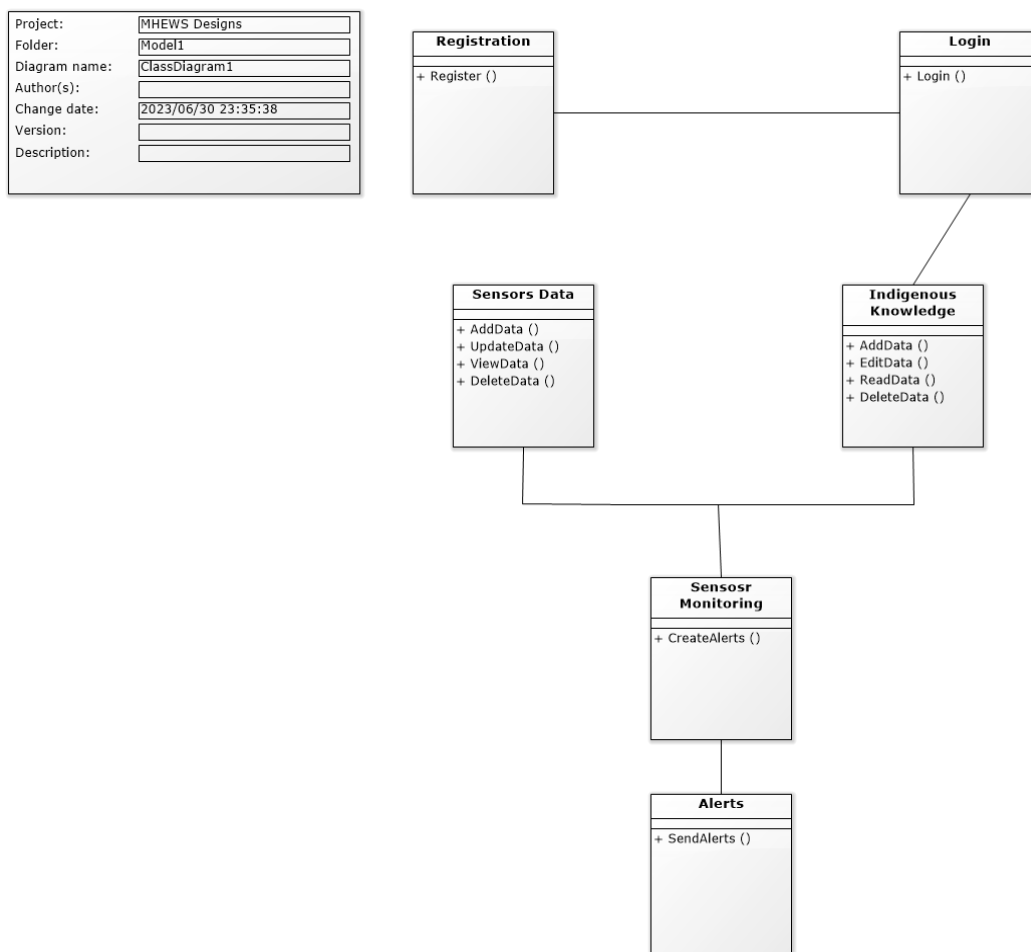 Project: MHEWS Designs
Folder: Model1
Diagram name: ClassDiagram1
Author(s):
Change date: 2023/06/30 23:35:38
Version:
Description:
Registration
+ Register ()
Login
+ Login ()
Sensors Data
+ AddData ()
+ UpdateData ()
+ ViewData ()
+ DeleteData ()
Indigenous
Knowledge
+ AddData ()
+ EditData ()
+ ReadData ()
+ DeleteData ()
Sensosr
Monitoring
+ CreateAlerts ()
Alerts
+ SendAlerts ()